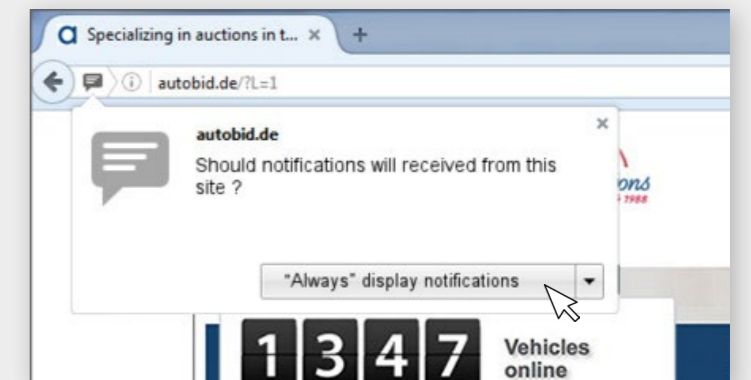 Specializing in auctions in t...
autobid.de/?L=1
autobid.de
Should notifications will received from this
site ?
ons
1988
"Always" display notifications
1347
Vehicles
online